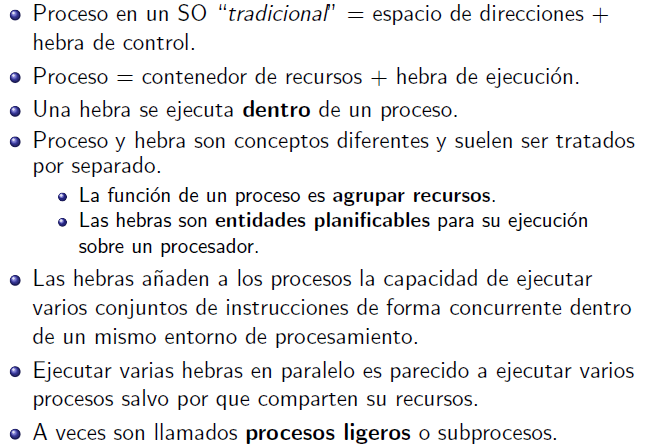 Proceso en un SO “tradicional” = espacio de direcciones +
hebra de control.
Proceso = contenedor de recursos + hebra de ejecución.
Una hebra se ejecuta dentro de un proceso.
Proceso y hebra son conceptos diferentes y suelen ser tratados
por separado.
La función de un proceso es agrupar recursos.
Las hebras son entidades planificables para su ejecución
sobre un procesador.
Las hebras añaden a los procesos la capacidad de ejecutar
varios conjuntos de instrucciones de forma concurrente dentro
de un mismo entorno de procesamiento.
Ejecutar varias hebras en paralelo es parecido a ejecutar varios
procesos salvo por que comparten su recursos.
A veces son llamados procesos ligeros o subprocesos.